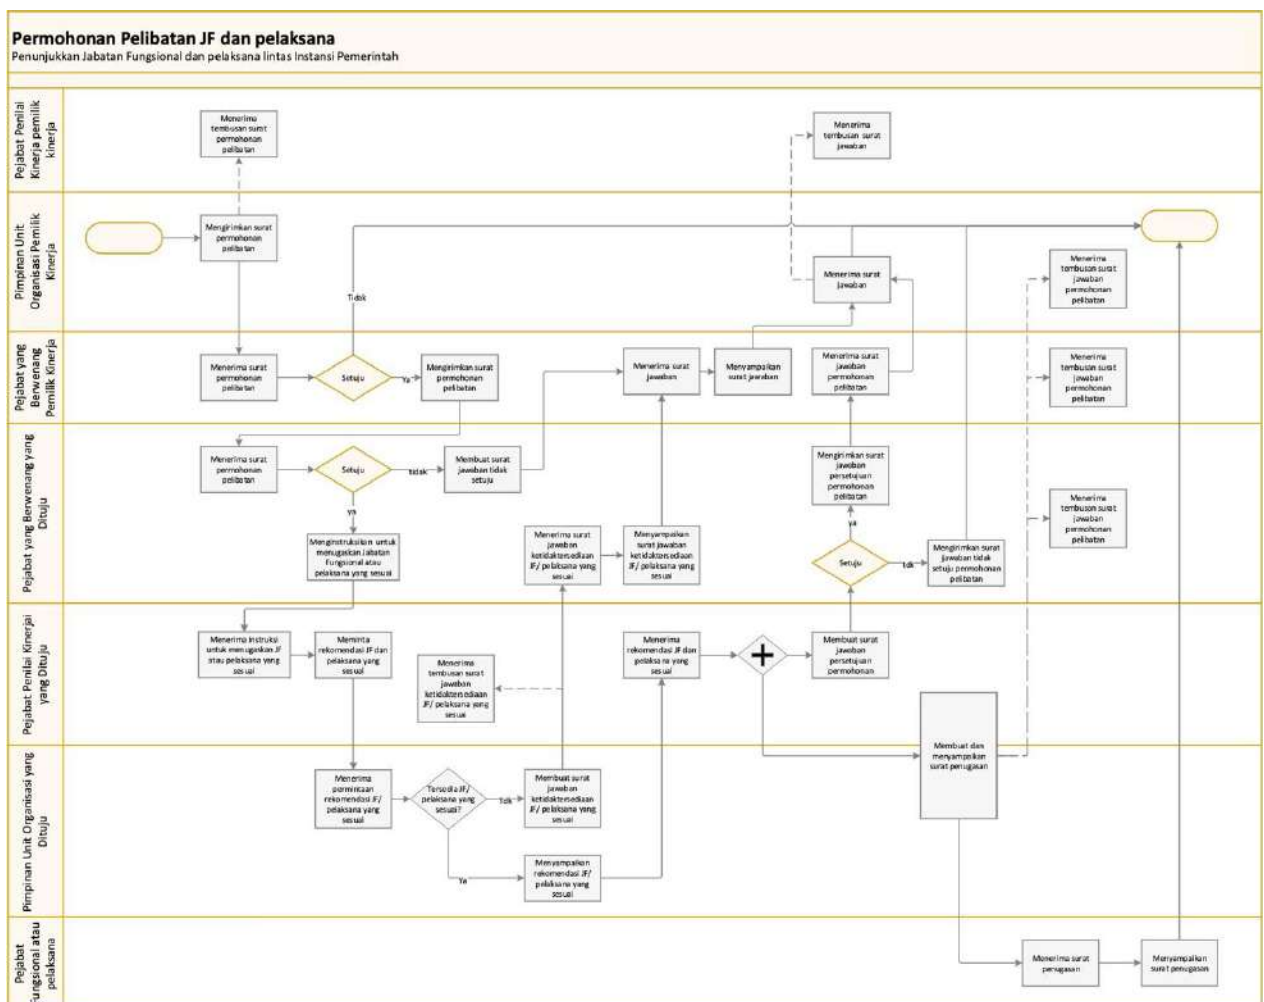 Permohonan Pelibatan JF dan pelaksana
Penunjukkan Jabatan Fungsional dan pelaksana lintas Instansi Pemerintah
Pejabat Penilai
Kinerja pemilik
kinerja
Menerima
tembusan surat
permohonan
pelibatan
Menerima
tembusan surat
jawaban
Pimpinan Unit
Organisasi Pemilik
Kinerja
Mengirimkan surat
permohonan
pelibatan
Tidak
Menerima surat
jawaban
Menerima
tembusan surat
jawaban
permohonan
pelibatan
Pejabat yang
Berwenang
Pemilik Kinerja
Menerima surat
permohonan
pelibatan
Setuju
Ya
Mengirimkan surat
permohonan
pelibatan
Menerima surat
jawaban
Menyampaikan
surat jawaban
Menerima surat
jawaban
permohonan
pelibatan
Menerima
tembusan surat
jawaban
permohonan
pelibatan
Pejabat yang Berwenang yang
Dituju
Menerima surat
permohonan
pelibatan
Setuju
tidak
Membuat surat
jawaban tidak
setuju
ya
Menginstruksikan untuk
menugaskan Jabatan
Fungsional atau
pelaksana yang sesuai
Menerima surat
jawaban
ketidaktersediaan
JF/ pelaksana yang
sesuai
Menyampaikan
surat jawaban
ketidaktersediaan
JF/ pelaksana yang
sesuai
Mengirimkan surat
jawaban
persetujuan
permohonan
pelibatan
ya
Setuju
tdk
Mengirimkan surat
jawaban tidak
setuju permohonan
pelibatan
Menerima
tembusan surat
jawaban
permohonan
pelibatan
Pejabat Penilai Kinerjai
yang Dituju
Menerima Instruksi
untuk menugaskan JF
atau pelaksana yang
sesuai
Meminta
rekomendasi JF dan
pelaksana yang
sesuai
Menerima
tembusan surat
jawaban
ketidaktersediaan
JF/ pelaksana yang
sesuai
Menerima
rekomendasi JF dan
pelaksana yang
sesuai
Membuat surat
jawaban
persetujuan
permohonan
Membuat dan
menyampaikan
surat penugasan
Pimpinan Unit Organisasi yang
Dituju
Menerima
permintaan
rekomendasi JF/
pelaksana yang
sesuai
Tersedia JF/
pelaksana yang
sesuai?
Tdk
Membuat surat
jawaban
ketidaktersediaan
JF/ pelaksana yang
sesuai
Ya
Menyampaikan
rekomendasi JF/
pelaksana yang
sesuai
Pejabat
Fungsional atau
pelaksana
Menerima surat
penugasan
Menyampaikan
surat penugasan